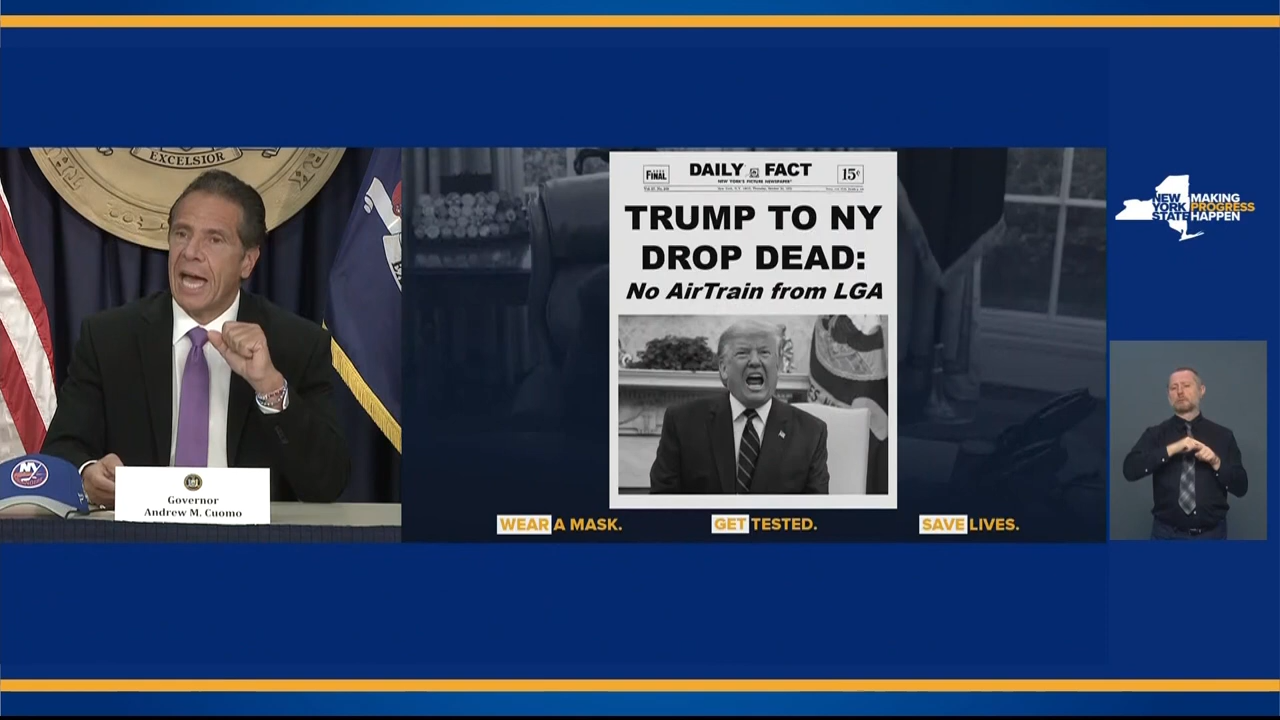 EXCELSIOR
NY
Governor
Andrew M. Cuomo
FINAL
DAILY FACT
15¢
NEW YORK'S PICTURE NEWSPAPER
TRUMP TO NY
DROP DEAD:
No AirTrain from LGA
WEAR A MASK.
GET TESTED.
SAVE LIVES.
NEW
YORK
STATE
MAKING
PROGRESS
HAPPEN